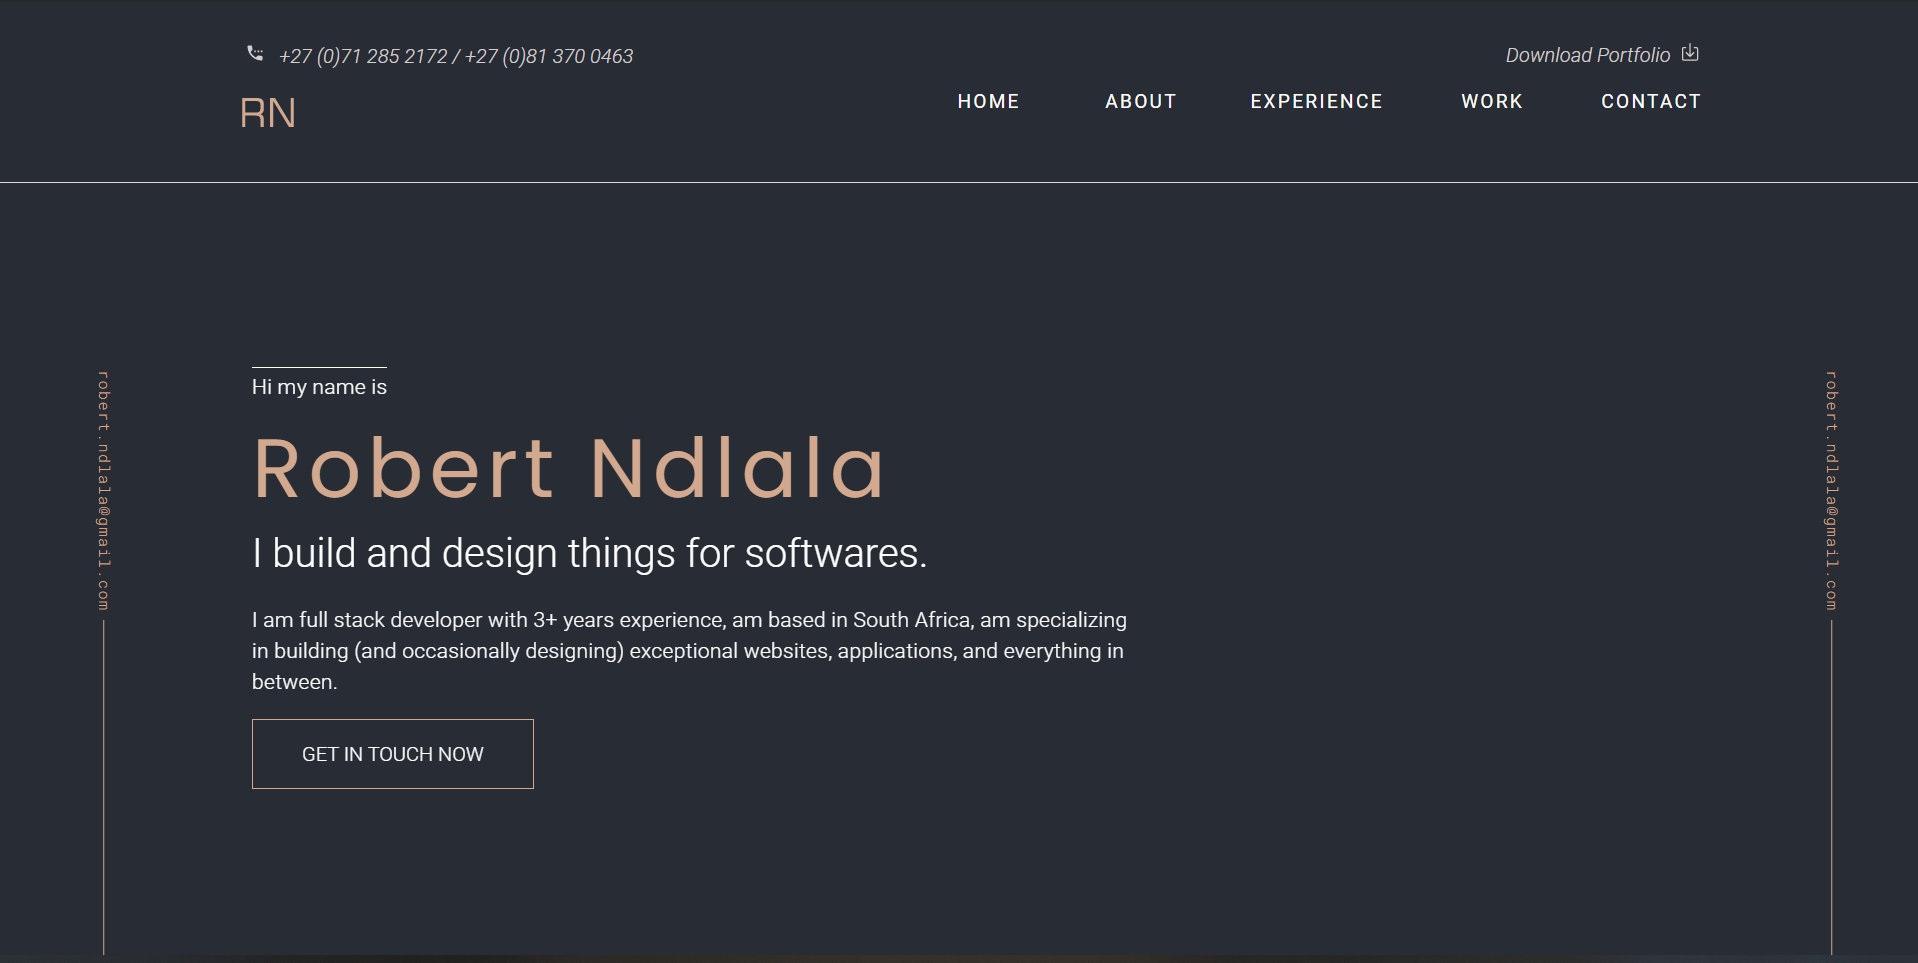 +27 (0)71 285 2172 / +27 (0)81 370 0463
Download Portfolio
RN
HOME
ABOUT
EXPERIENCE
WORK
CONTACT
robert.ndlala@gmail.com
Hi my name is
Robert Ndlala
I build and design things for softwares.
I am full stack developer with 3+ years experience, am based in South Africa, am specializing
in building (and occasionally designing) exceptional websites, applications, and everything in
between.
GET IN TOUCH NOW
robert.ndlala@gmail.com